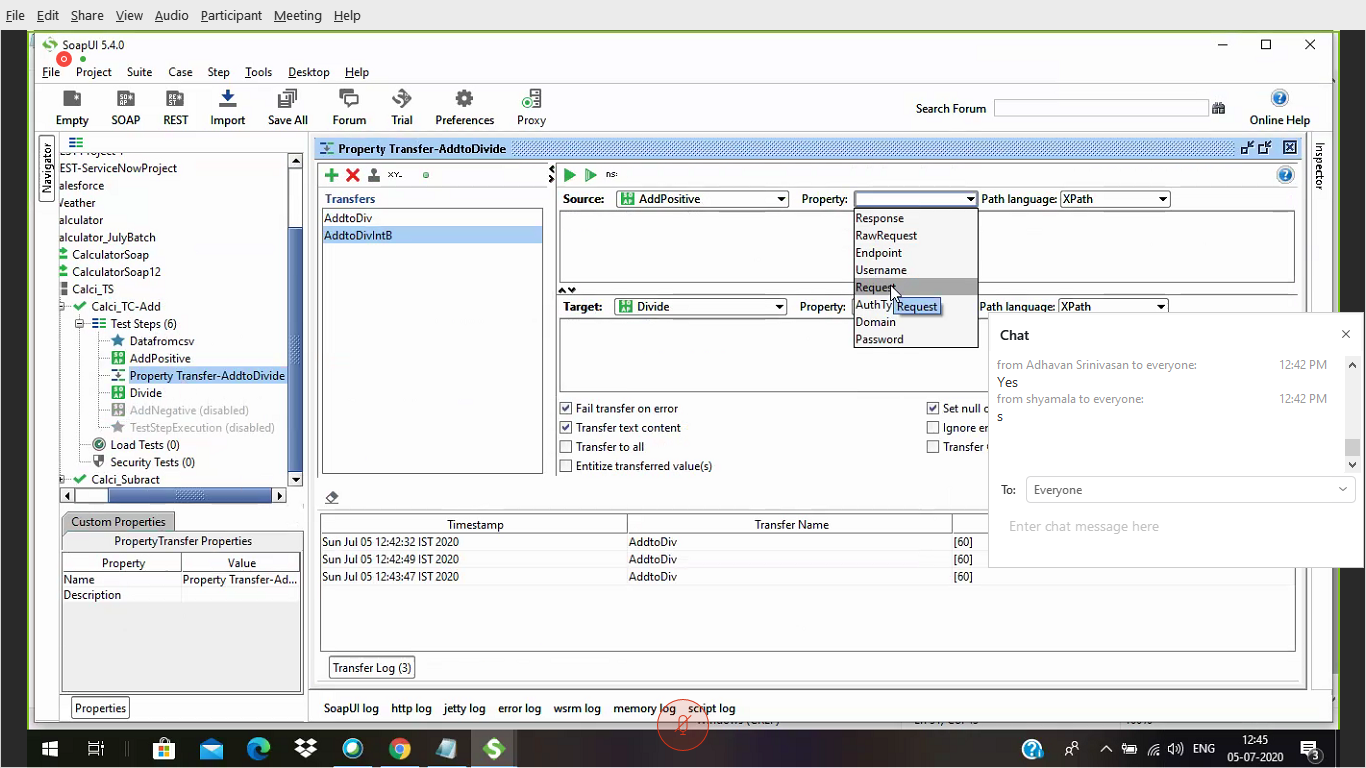 File Edit Share View Audio Participant Meeting Help
SoapUI 5.4.0
File Project Suite Case Step Tools Desktop Help
Empty SOAP REST Import Save All Forum Trial Preferences Proxy
Search Forum
Online Help
Navigator
EST-ServiceNowProject
alesforce
Weather
alculator
alculator_JulyBatch
CalculatorSoap
CalculatorSoap12
Calci_TS
Calci_TC-Add
Test Steps (6)
Datafromcsv
AddPositive
Property Transfer-AddtoDivide
Divide
AddNegative (disabled)
TestStepExecution (disabled)
Load Tests (0)
Security Tests (0)
Calci_Subract
Custom Properties
PropertyTransfer Properties
Property Value
Name Property Transfer-Ad...
Description
Properties
Property Transfer-AddtoDivide
Inspector
Transfers
AddtoDiv
AddtoDivIntB
ns:
Source: AddPositive Property: Path language: XPath
Response
RawRequest
Endpoint
Username
Request
AuthTy
Request
Domain
Password
Target: Divide Property: Path language: XPath
Fail transfer on error
Transfer text content
Transfer to all
Entitize transferred value(s)
Set null o
Ignore e
Transfer
Timestamp Transfer Name
Sun Jul 05 12:42:32 IST 2020 AddtoDiv [60]
Sun Jul 05 12:42:49 IST 2020 AddtoDiv [60]
Sun Jul 05 12:43:47 IST 2020 AddtoDiv [60]
Transfer Log (3)
SoapUI log http log jetty log error log wsrm log memory log script log
Chat
from Adhavan Srinivasan to everyone: 12:42 PM
Yes
from shyamala to everyone: 12:42 PM
s
To: Everyone
Enter chat message here
ENG
12:45
05-07-2020
3